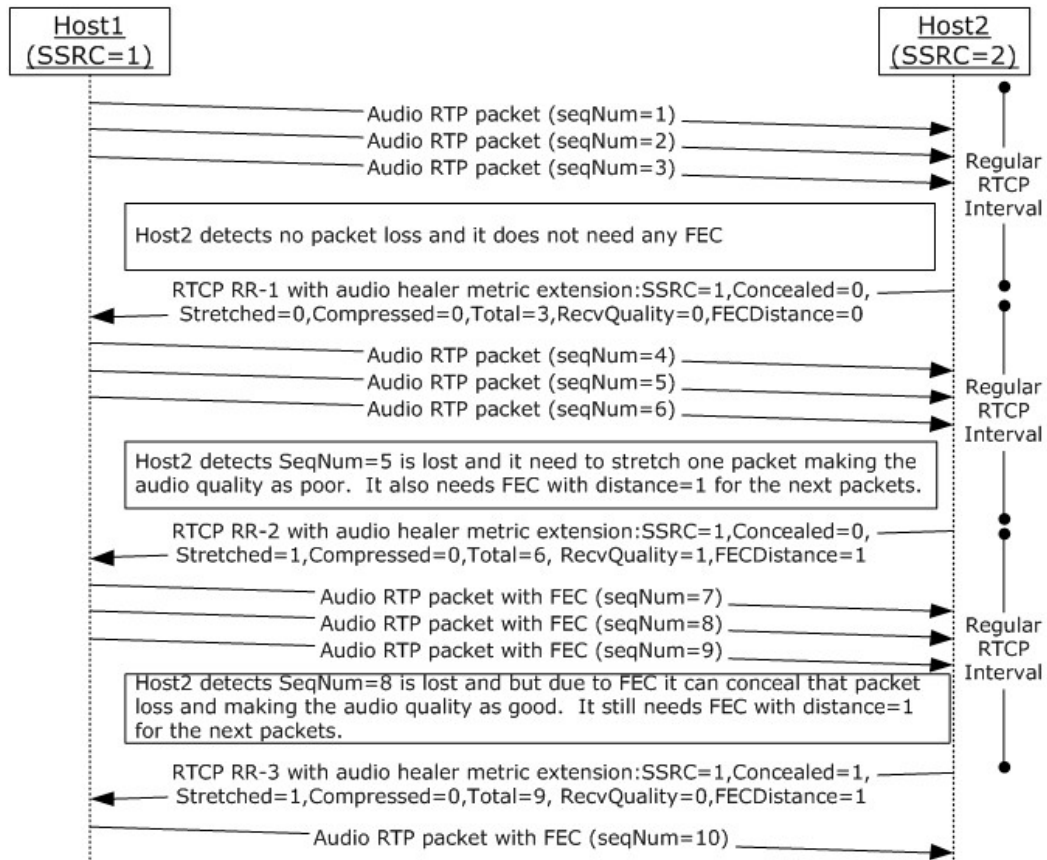 Host1
(SSRC=1)
Host2
(SSRC=2)
Audio RTP packet (seqNum=1)
Audio RTP packet (seqNum=2)
Audio RTP packet (seqNum=3)
Regular
RTCP
Interval
Host2 detects no packet loss and it does not need any FEC
RTCP RR-1 with audio healer metric extension:SSRC=1,Concealed=0,
Stretched=0,Compressed=0,Total=3,RecvQuality=0,FECDistance=0
Audio RTP packet (seqNum=4)
Audio RTP packet (seqNum=5)
Audio RTP packet (seqNum=6)
Regular
RTCP
Interval
Host2 detects SeqNum=5 is lost and it need to stretch one packet making the
audio quality as poor.  It also needs FEC with distance=1 for the next packets.
RTCP RR-2 with audio healer metric extension:SSRC=1,Concealed=0,
Stretched=1,Compressed=0,Total=6, RecvQuality=1,FECDistance=1
Audio RTP packet with FEC (seqNum=7)
Audio RTP packet with FEC (seqNum=8)
Audio RTP packet with FEC (seqNum=9)
Regular
RTCP
Interval
Host2 detects SeqNum=8 is lost and but due to FEC it can conceal that packet
loss and making the audio quality as good.  It still needs FEC with distance=1
for the next packets.
RTCP RR-3 with audio healer metric extension:SSRC=1,Concealed=1,
Stretched=1,Compressed=0,Total=9, RecvQuality=0,FECDistance=1
Audio RTP packet with FEC (seqNum=10)